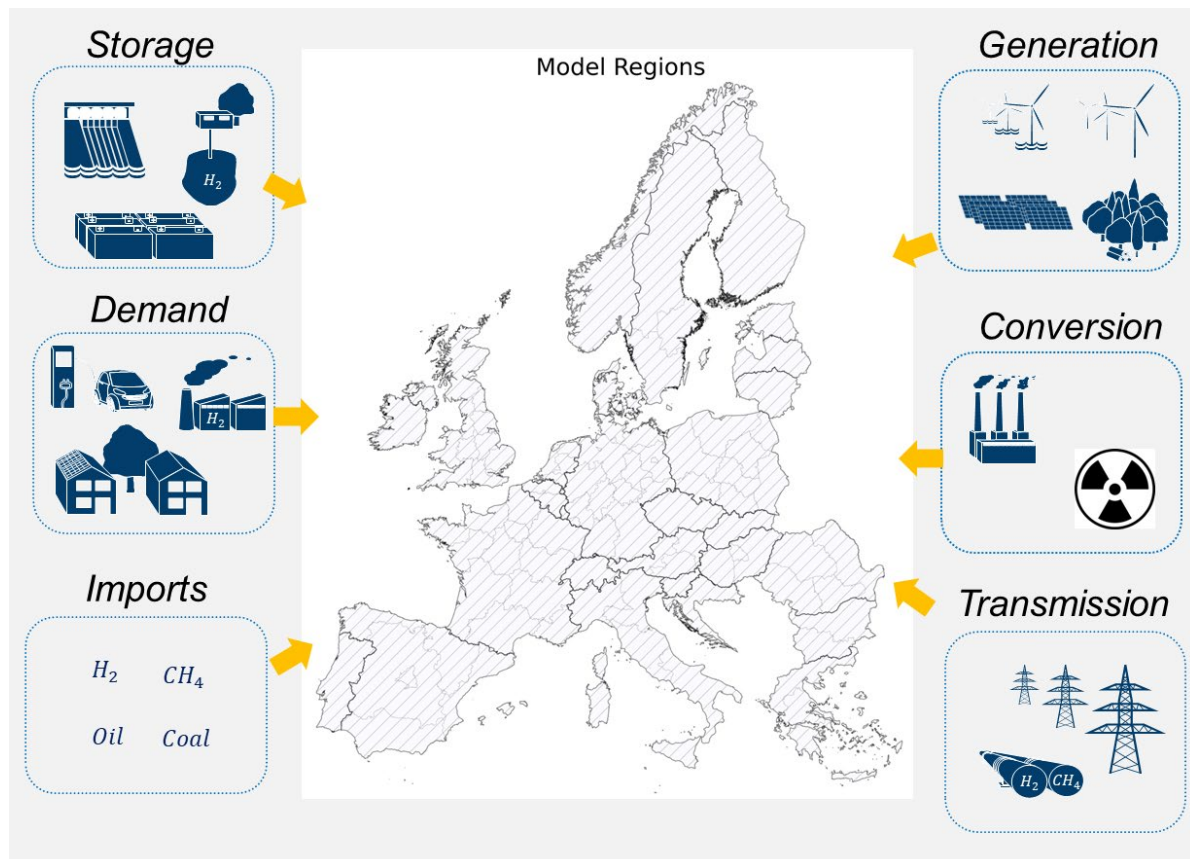 Storage
H₂
Demand
H₂
Imports
H₂ CH₄
Oil Coal
Model Regions
Generation
Conversion
Transmission
H₂ CH₄